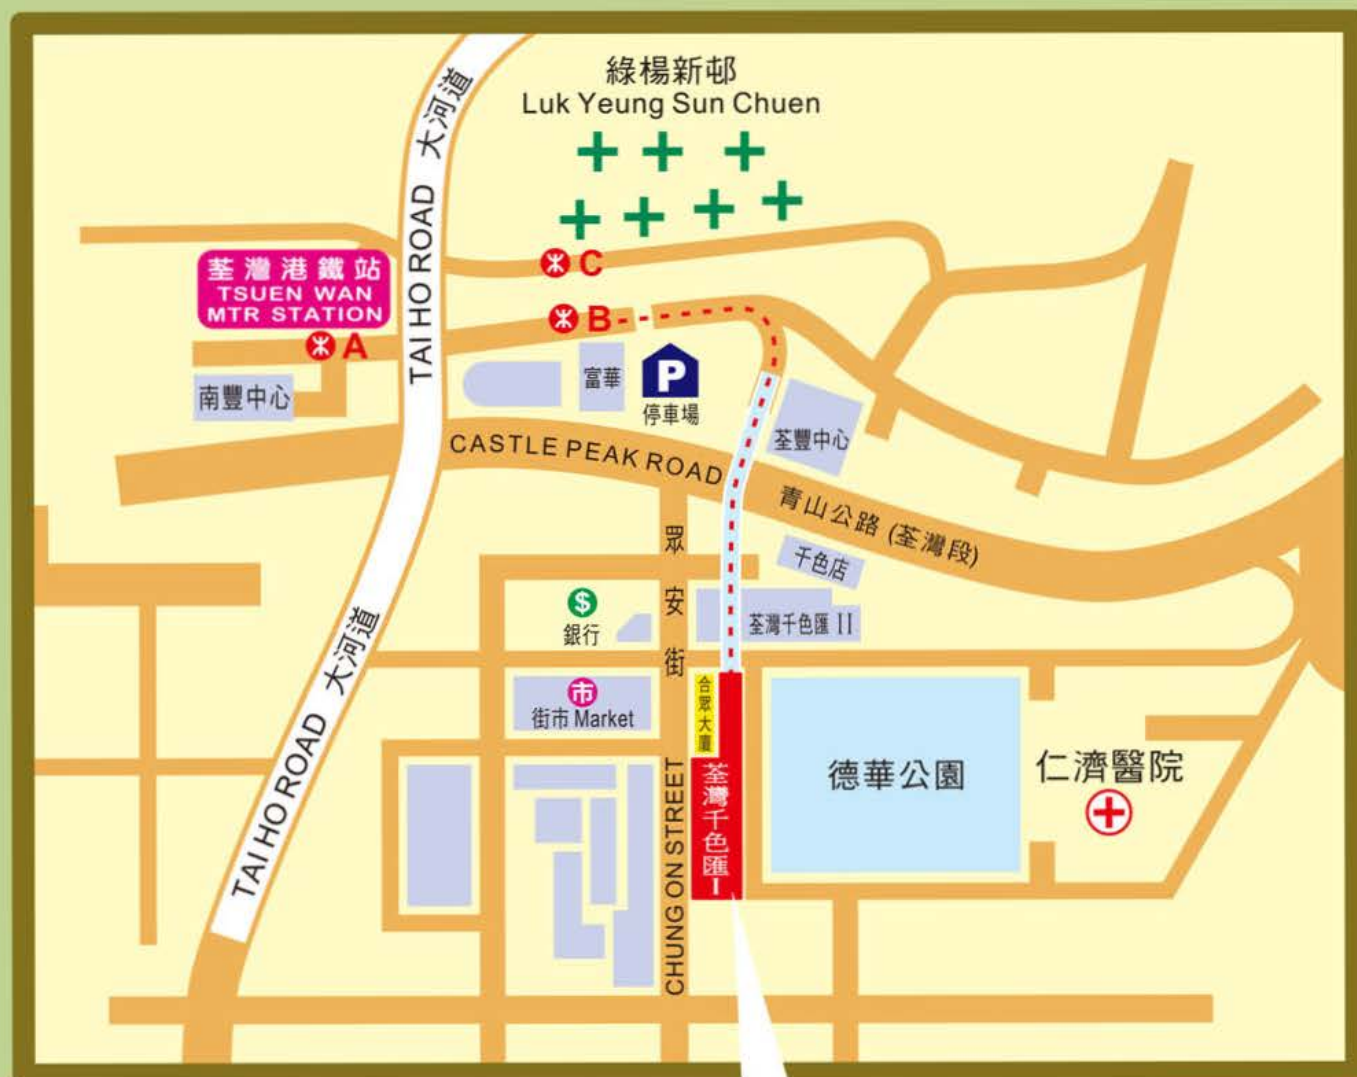 綠楊新邨
Luk Yeung Sun Chuen
TAI HO ROAD 大河道
荃灣港鐵站
TSUEN WAN
MTR STATION
C
B
A
南豐中心
富華
P
停車場
荃豐中心
CASTLE PEAK ROAD
青山公路 (荃灣段)
千色店
眾安街
$
銀行
荃灣千色匯 II
TAI HO ROAD 大河道
市
街市 Market
合眾大廈
荃灣千色匯I
CHUNG ON STREET
德華公園
仁濟醫院